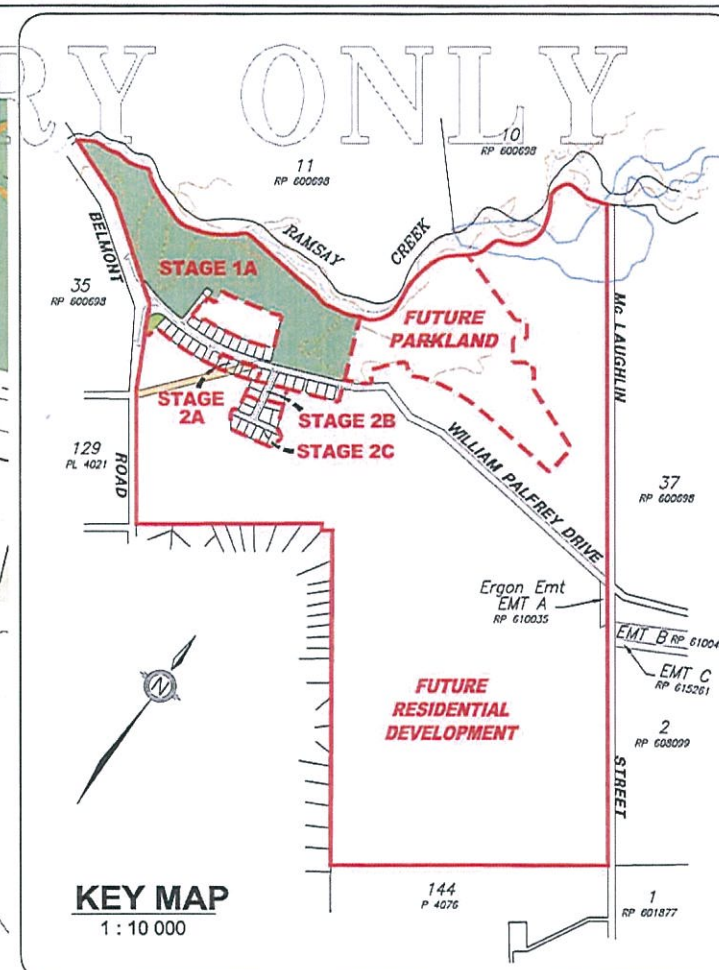 RY ONLY
10
RP 600698
11
RP 600698
RAMSAY
CREEK
BELMONT
STAGE 1A
35
RP 600698
FUTURE
PARKLAND
Mc LAUGHLIN
STAGE
2A
STAGE 2B
STAGE 2C
129
PL 4021
ROAD
WILLIAM PALFREY DRIVE
37
RP 600698
Ergon Emt
EMT A
RP 610035
EMT B RP 61004
EMT C
RP 615261
N
FUTURE
RESIDENTIAL
DEVELOPMENT
2
RP 608099
STREET
KEY MAP
1 : 10 000
144
P 4076
1
RP 601877